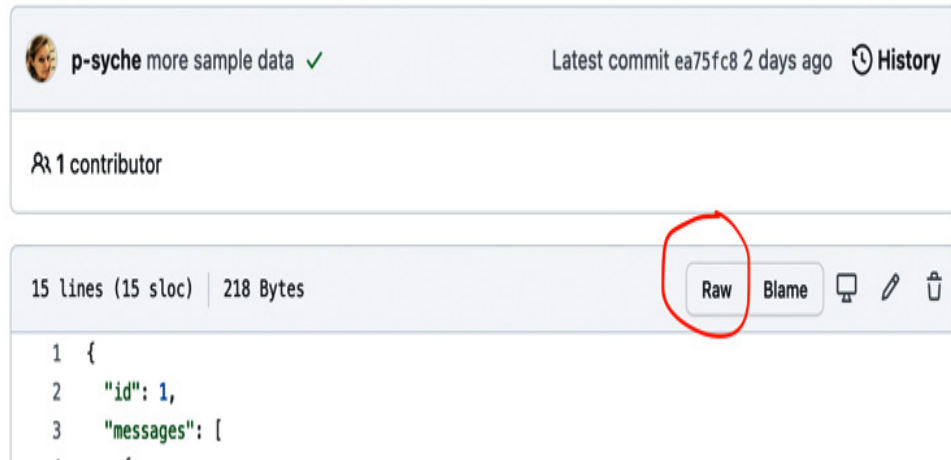 p-syche more sample data ✓ Latest commit ea75fc8 2 days ago History
1 contributor
15 lines (15 sloc) 218 Bytes Raw Blame
1 {
2 "id": 1,
3 "messages": [